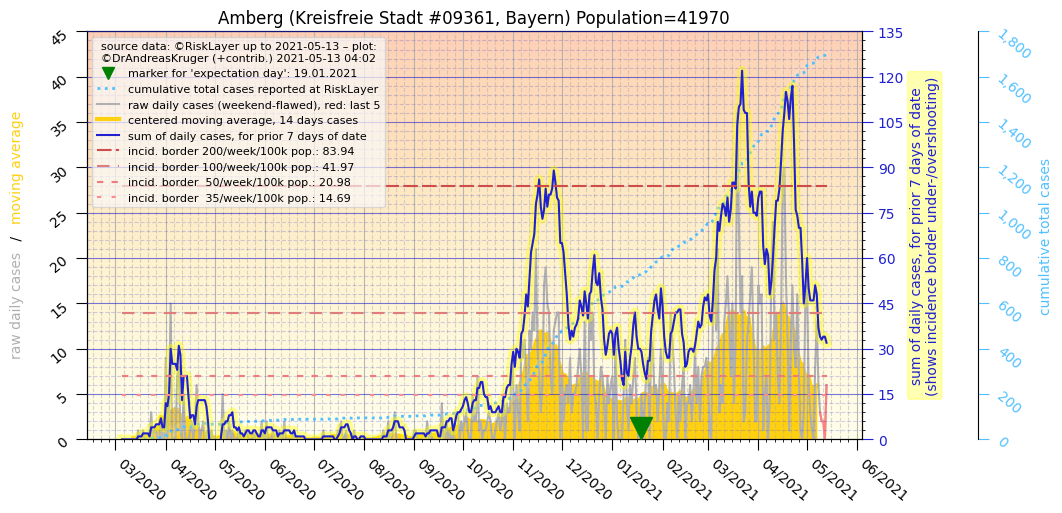 Amberg (Kreisfreie Stadt #09361, Bayern) Population=41970
source data: ©RiskLayer up to 2021-05-13 – plot:
©DrAndreasKruger (+contrib.) 2021-05-13 04:02
marker for 'expectation day': 19.01.2021
cumulative total cases reported at RiskLayer
raw daily cases (weekend-flawed), red: last 5
centered moving average, 14 days cases
sum of daily cases, for prior 7 days of date
incid. border 200/week/100k pop.: 83.94
incid. border 100/week/100k pop.: 41.97
incid. border  50/week/100k pop.: 20.98
incid. border  35/week/100k pop.: 14.69
raw daily cases / moving average
45
40
35
30
25
20
15
10
5
0
03/2020
04/2020
05/2020
06/2020
07/2020
08/2020
09/2020
10/2020
11/2020
12/2020
01/2021
02/2021
03/2021
04/2021
05/2021
06/2021
135
120
105
90
75
60
45
30
15
0
sum of daily cases, for prior 7 days of date
(shows incidence border under-/overshooting)
1,800
1,600
1,400
1,200
1,000
800
600
400
200
0
cumulative total cases